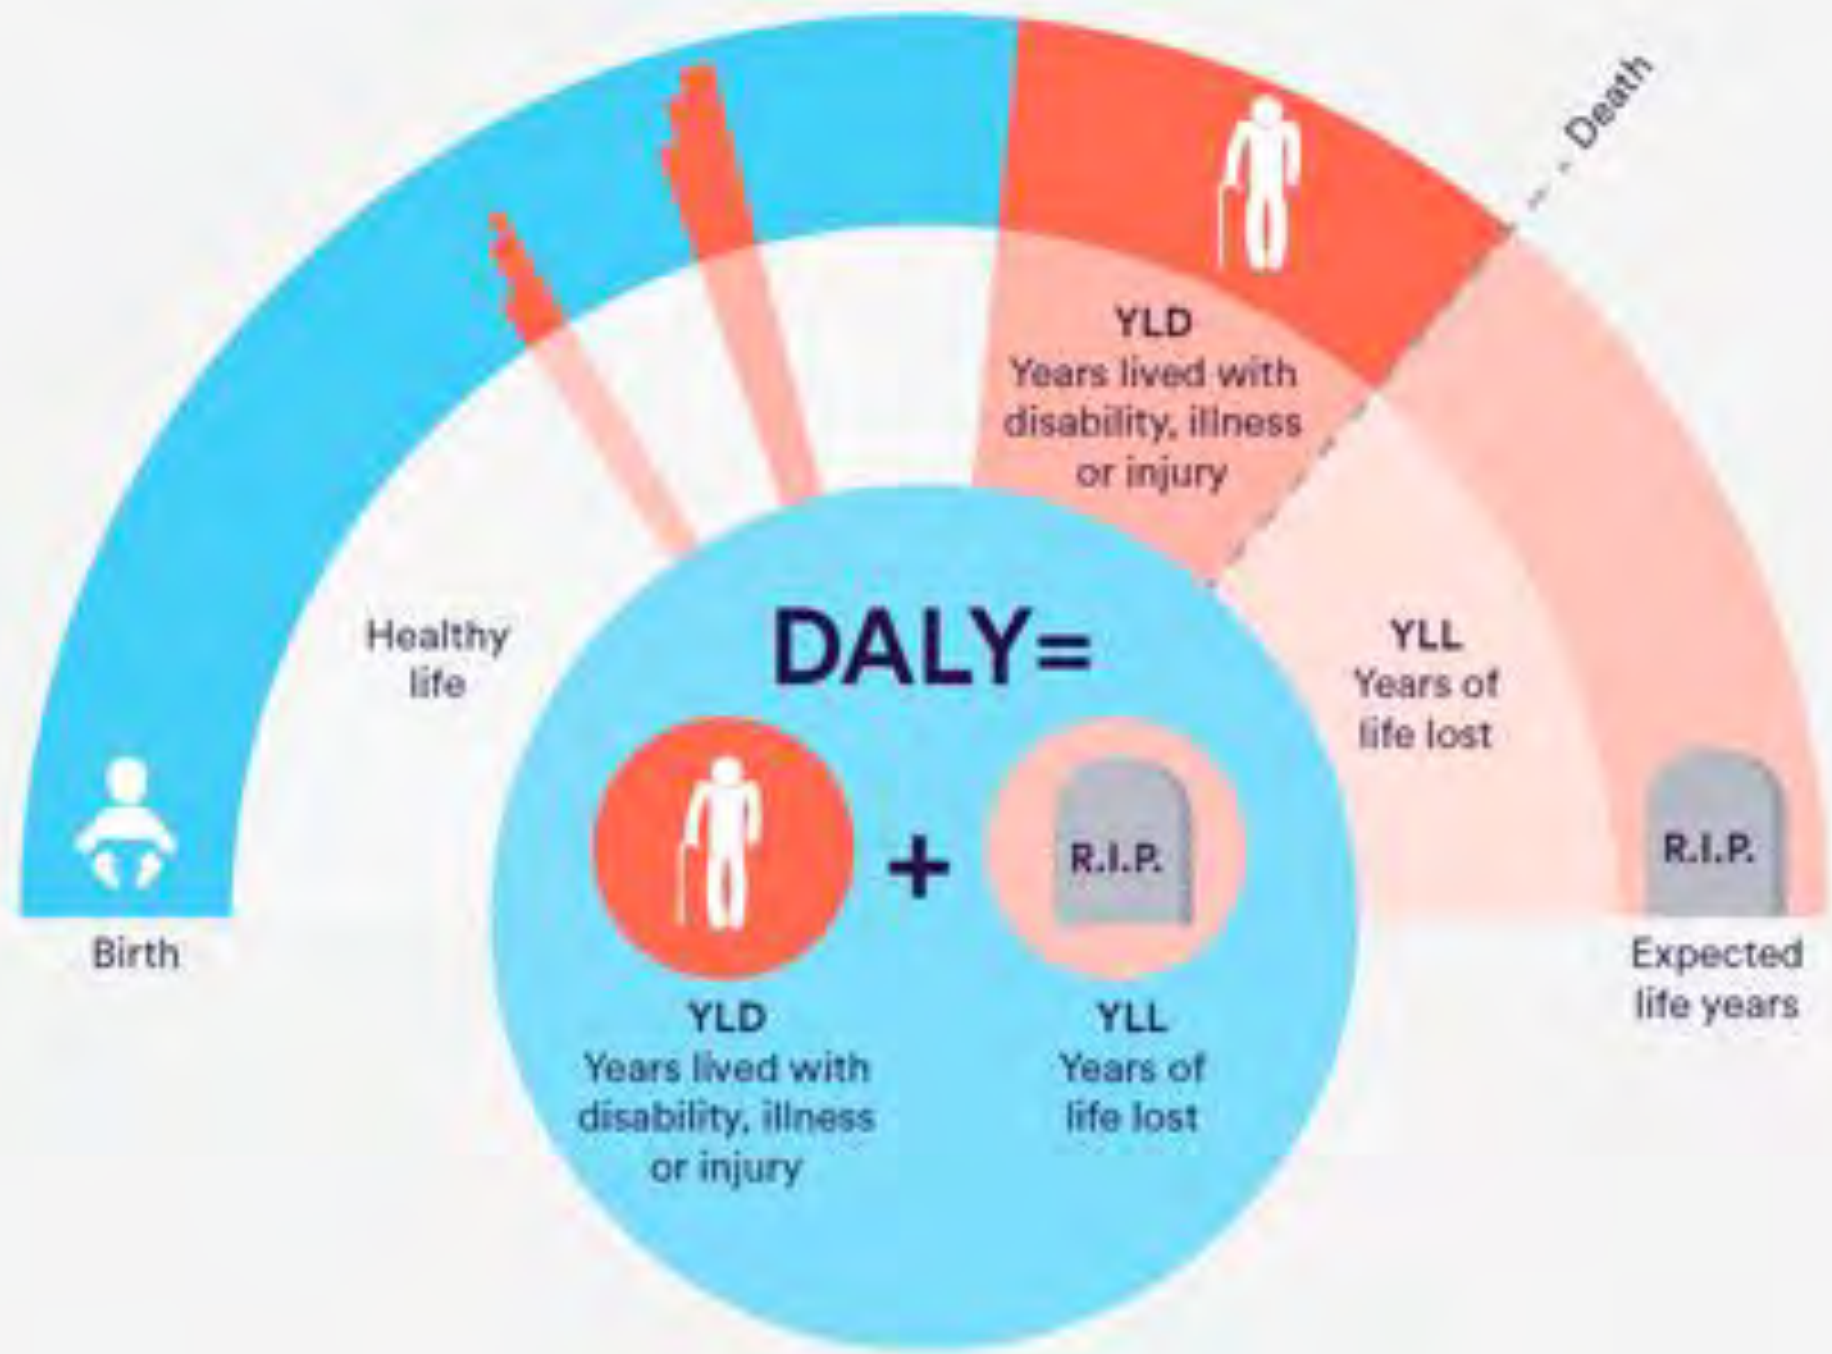 Death
YLD
Years lived with
disability, illness
or injury
Healthy
life
YLL
Years of
life lost
DALY=
+
R.I.P.
R.I.P.
Birth
Expected
life years
YLD
Years lived with
disability, illness
or injury
YLL
Years of
life lost